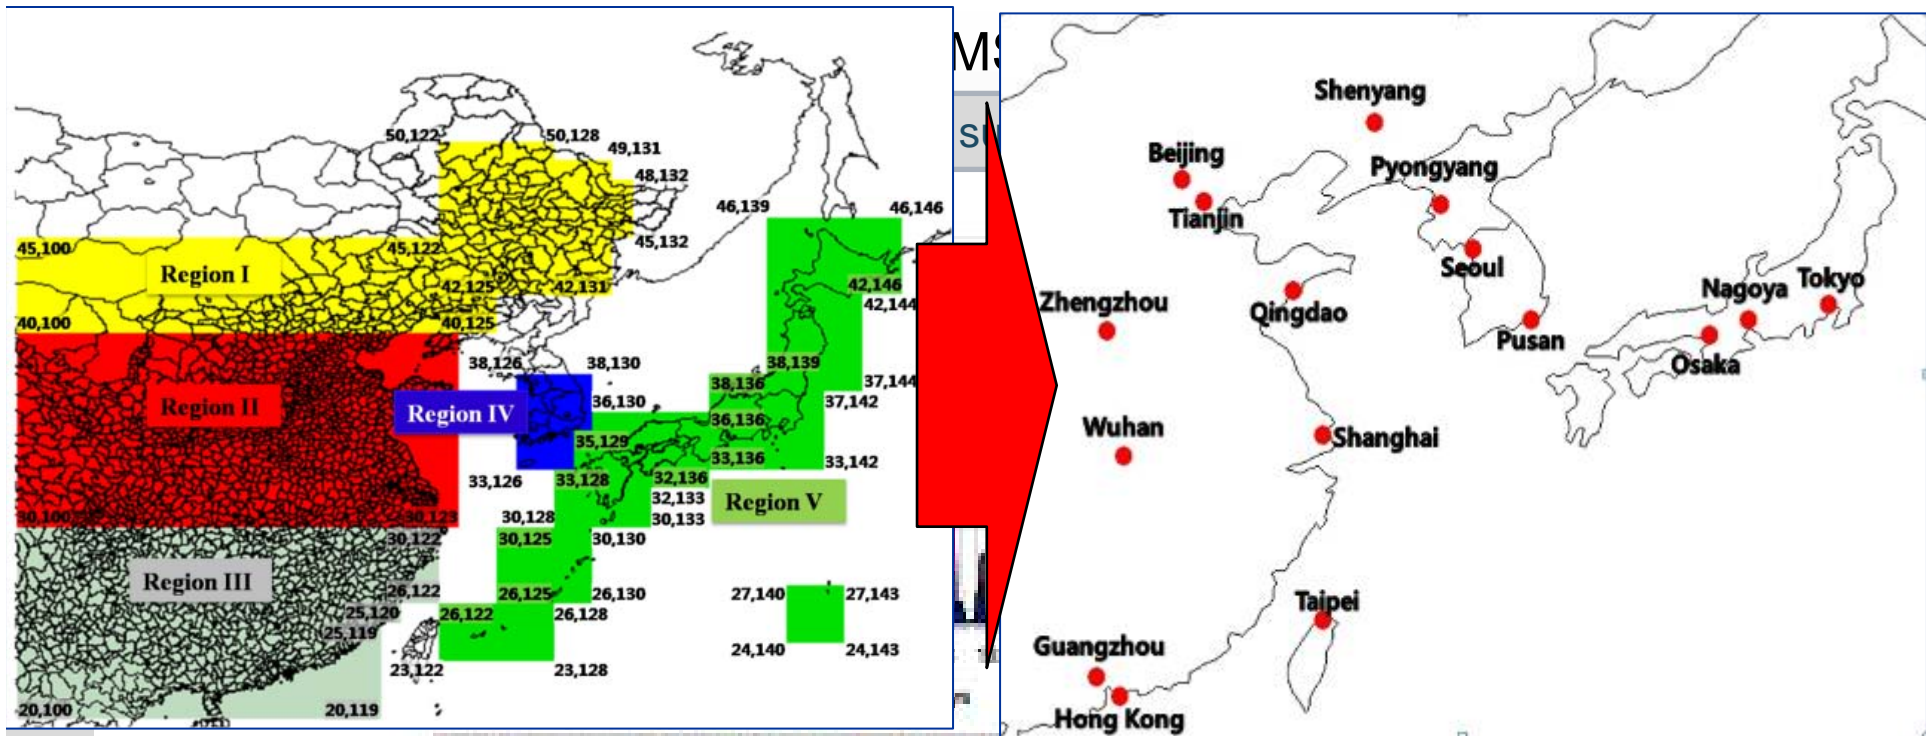 MS
su
50,122
50,128
49,131
48,132
46,139
46,146
45,132
45,100
45,122
Region I
42,125
42,131
42,146
42,144
40,100
40,125
38,126
38,130
38,139
38,136
37,144
37,142
Region II
Region IV
36,130
36,136
35,129
33,136
33,142
33,126
33,128
32,136
32,133
Region V
30,100
30,123
30,128
30,133
30,122
30,125
30,130
Region III
26,122
26,125
26,130
27,140
27,143
25,120
26,122
26,128
25,119
24,140
24,143
23,122
23,128
20,100
20,119
Shenyang
Beijing
Pyongyang
Tianjin
Seoul
Zhengzhou
Qingdao
Nagoya
Tokyo
Pusan
Osaka
Wuhan
Shanghai
Taipei
Guangzhou
Hong Kong